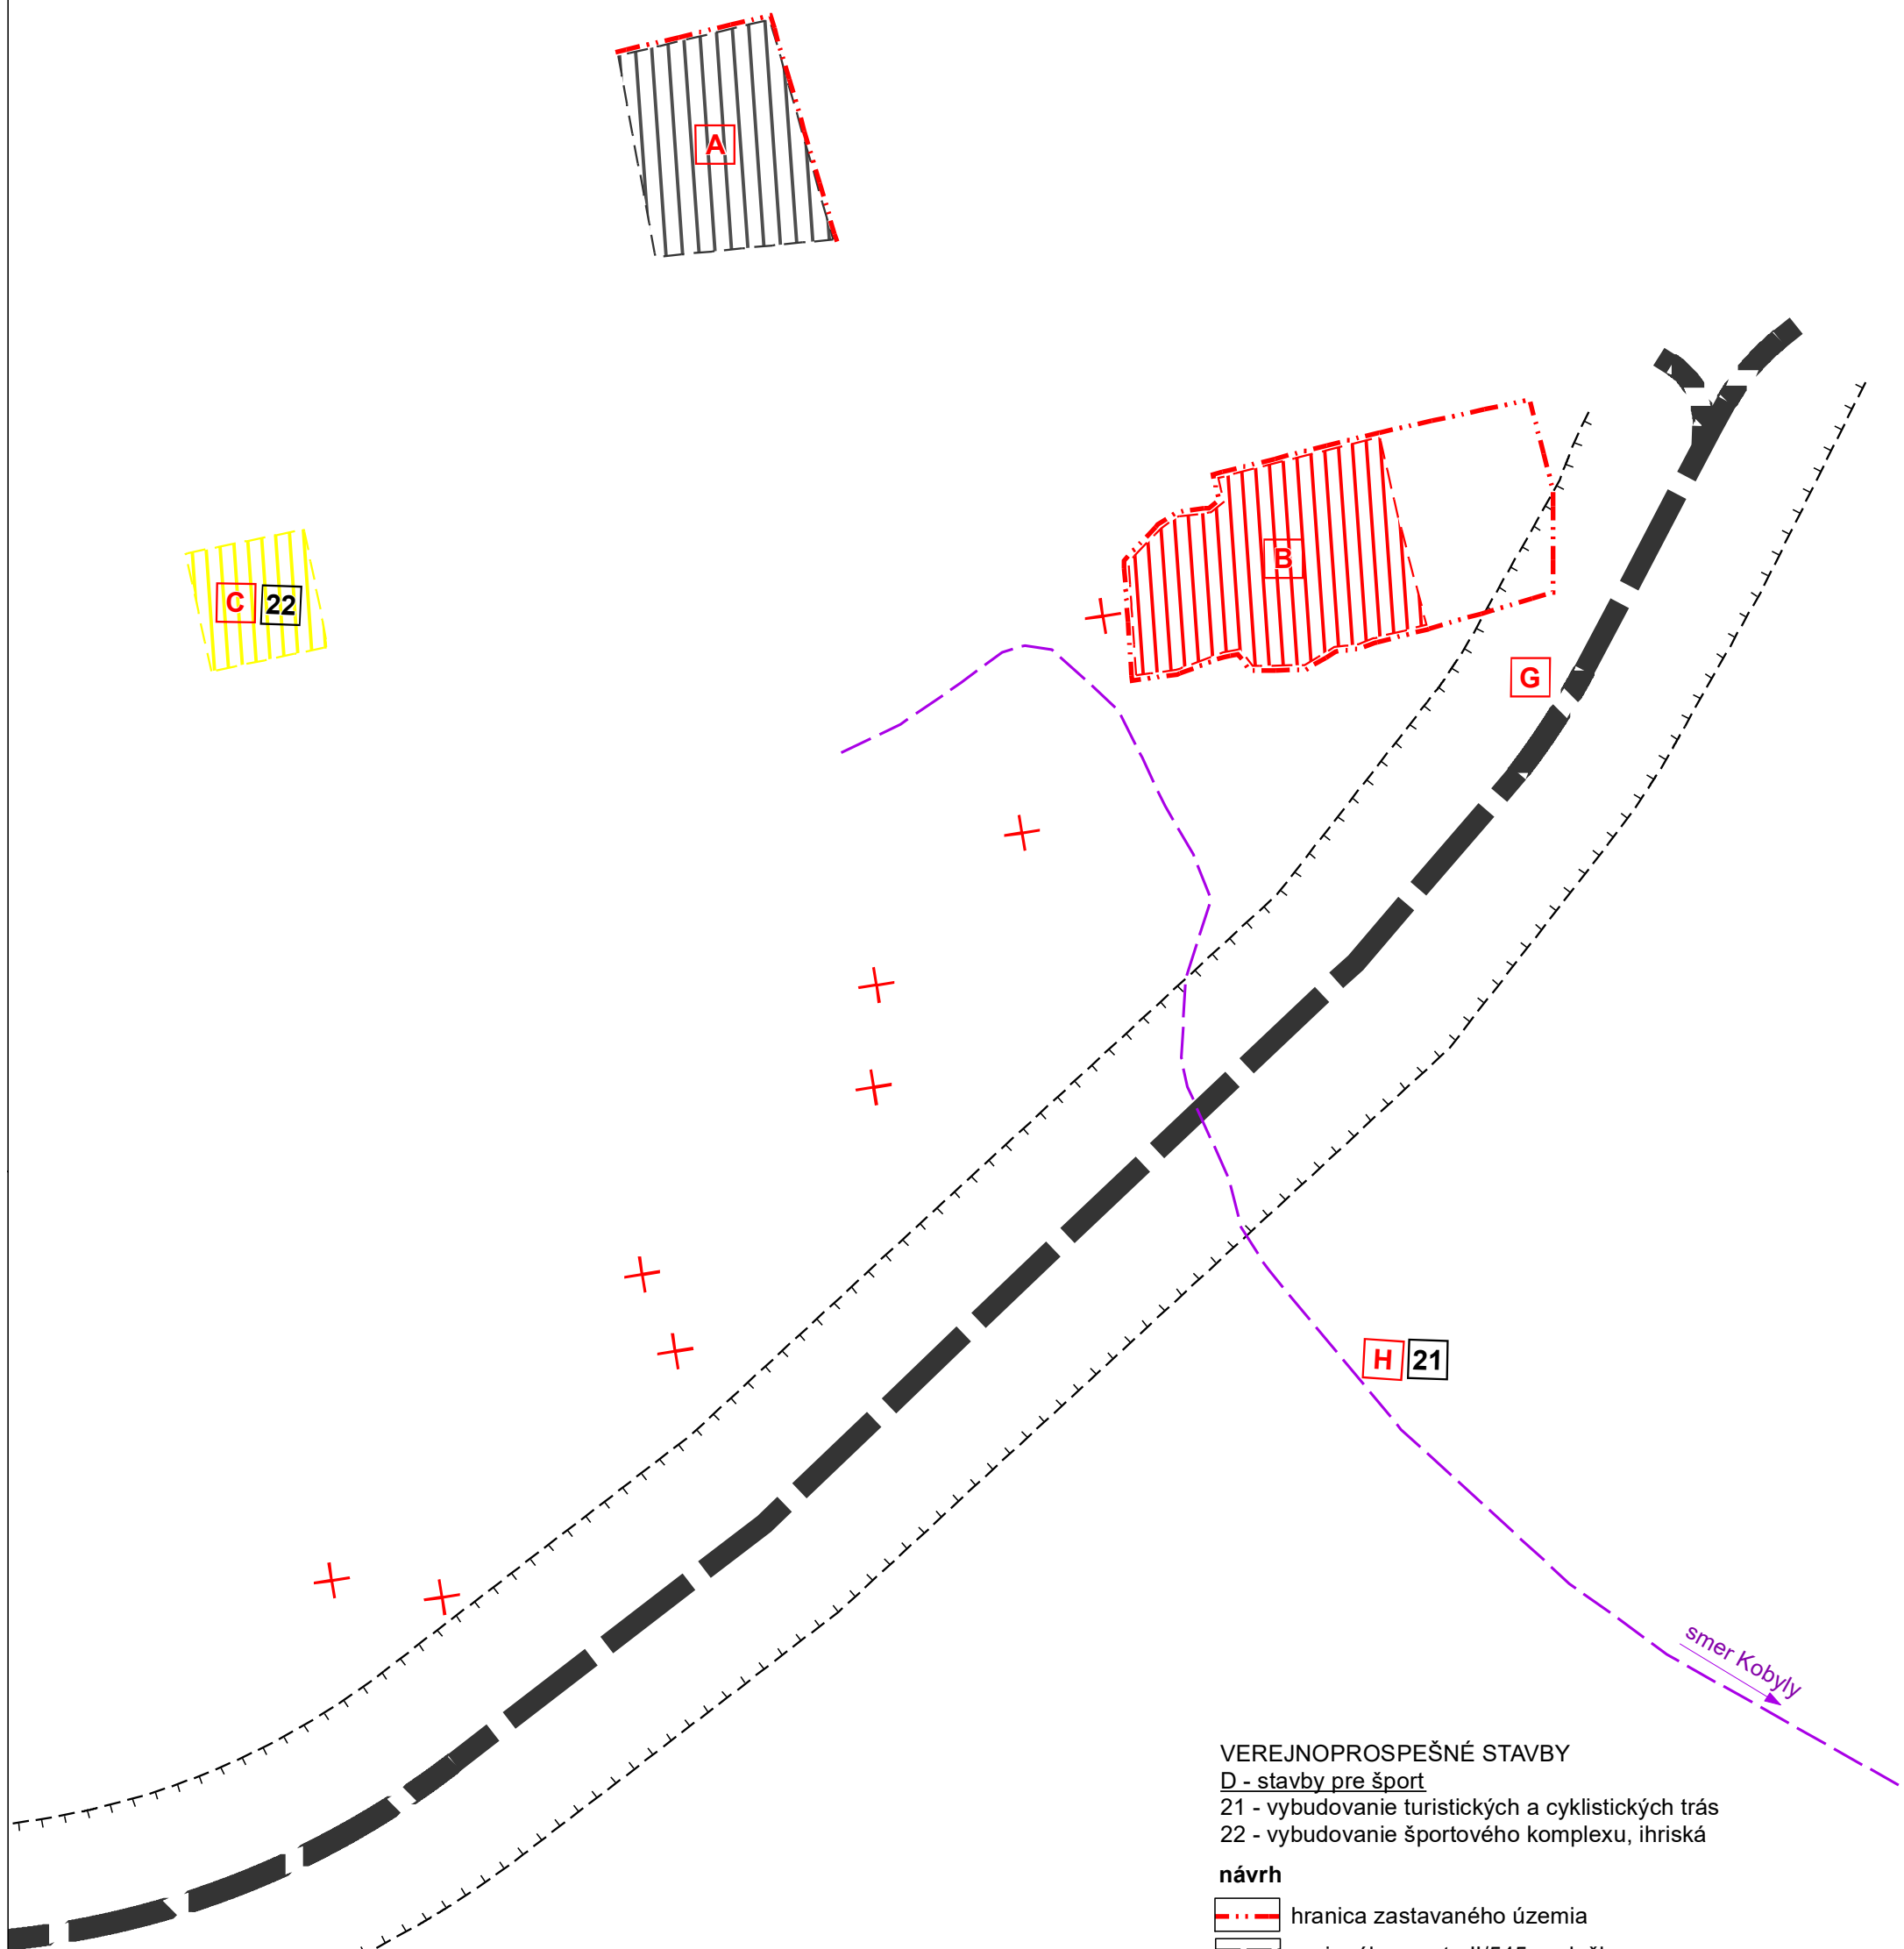 A
B
C 22
G
H 21
smer Kobyly
VEREJNOPROSPEŠNÉ STAVBY
D - stavby pre šport
21 - vybudovanie turistických a cyklistických trás
22 - vybudovanie športového komplexu, ihriská
návrh
hranica zastavaného územia